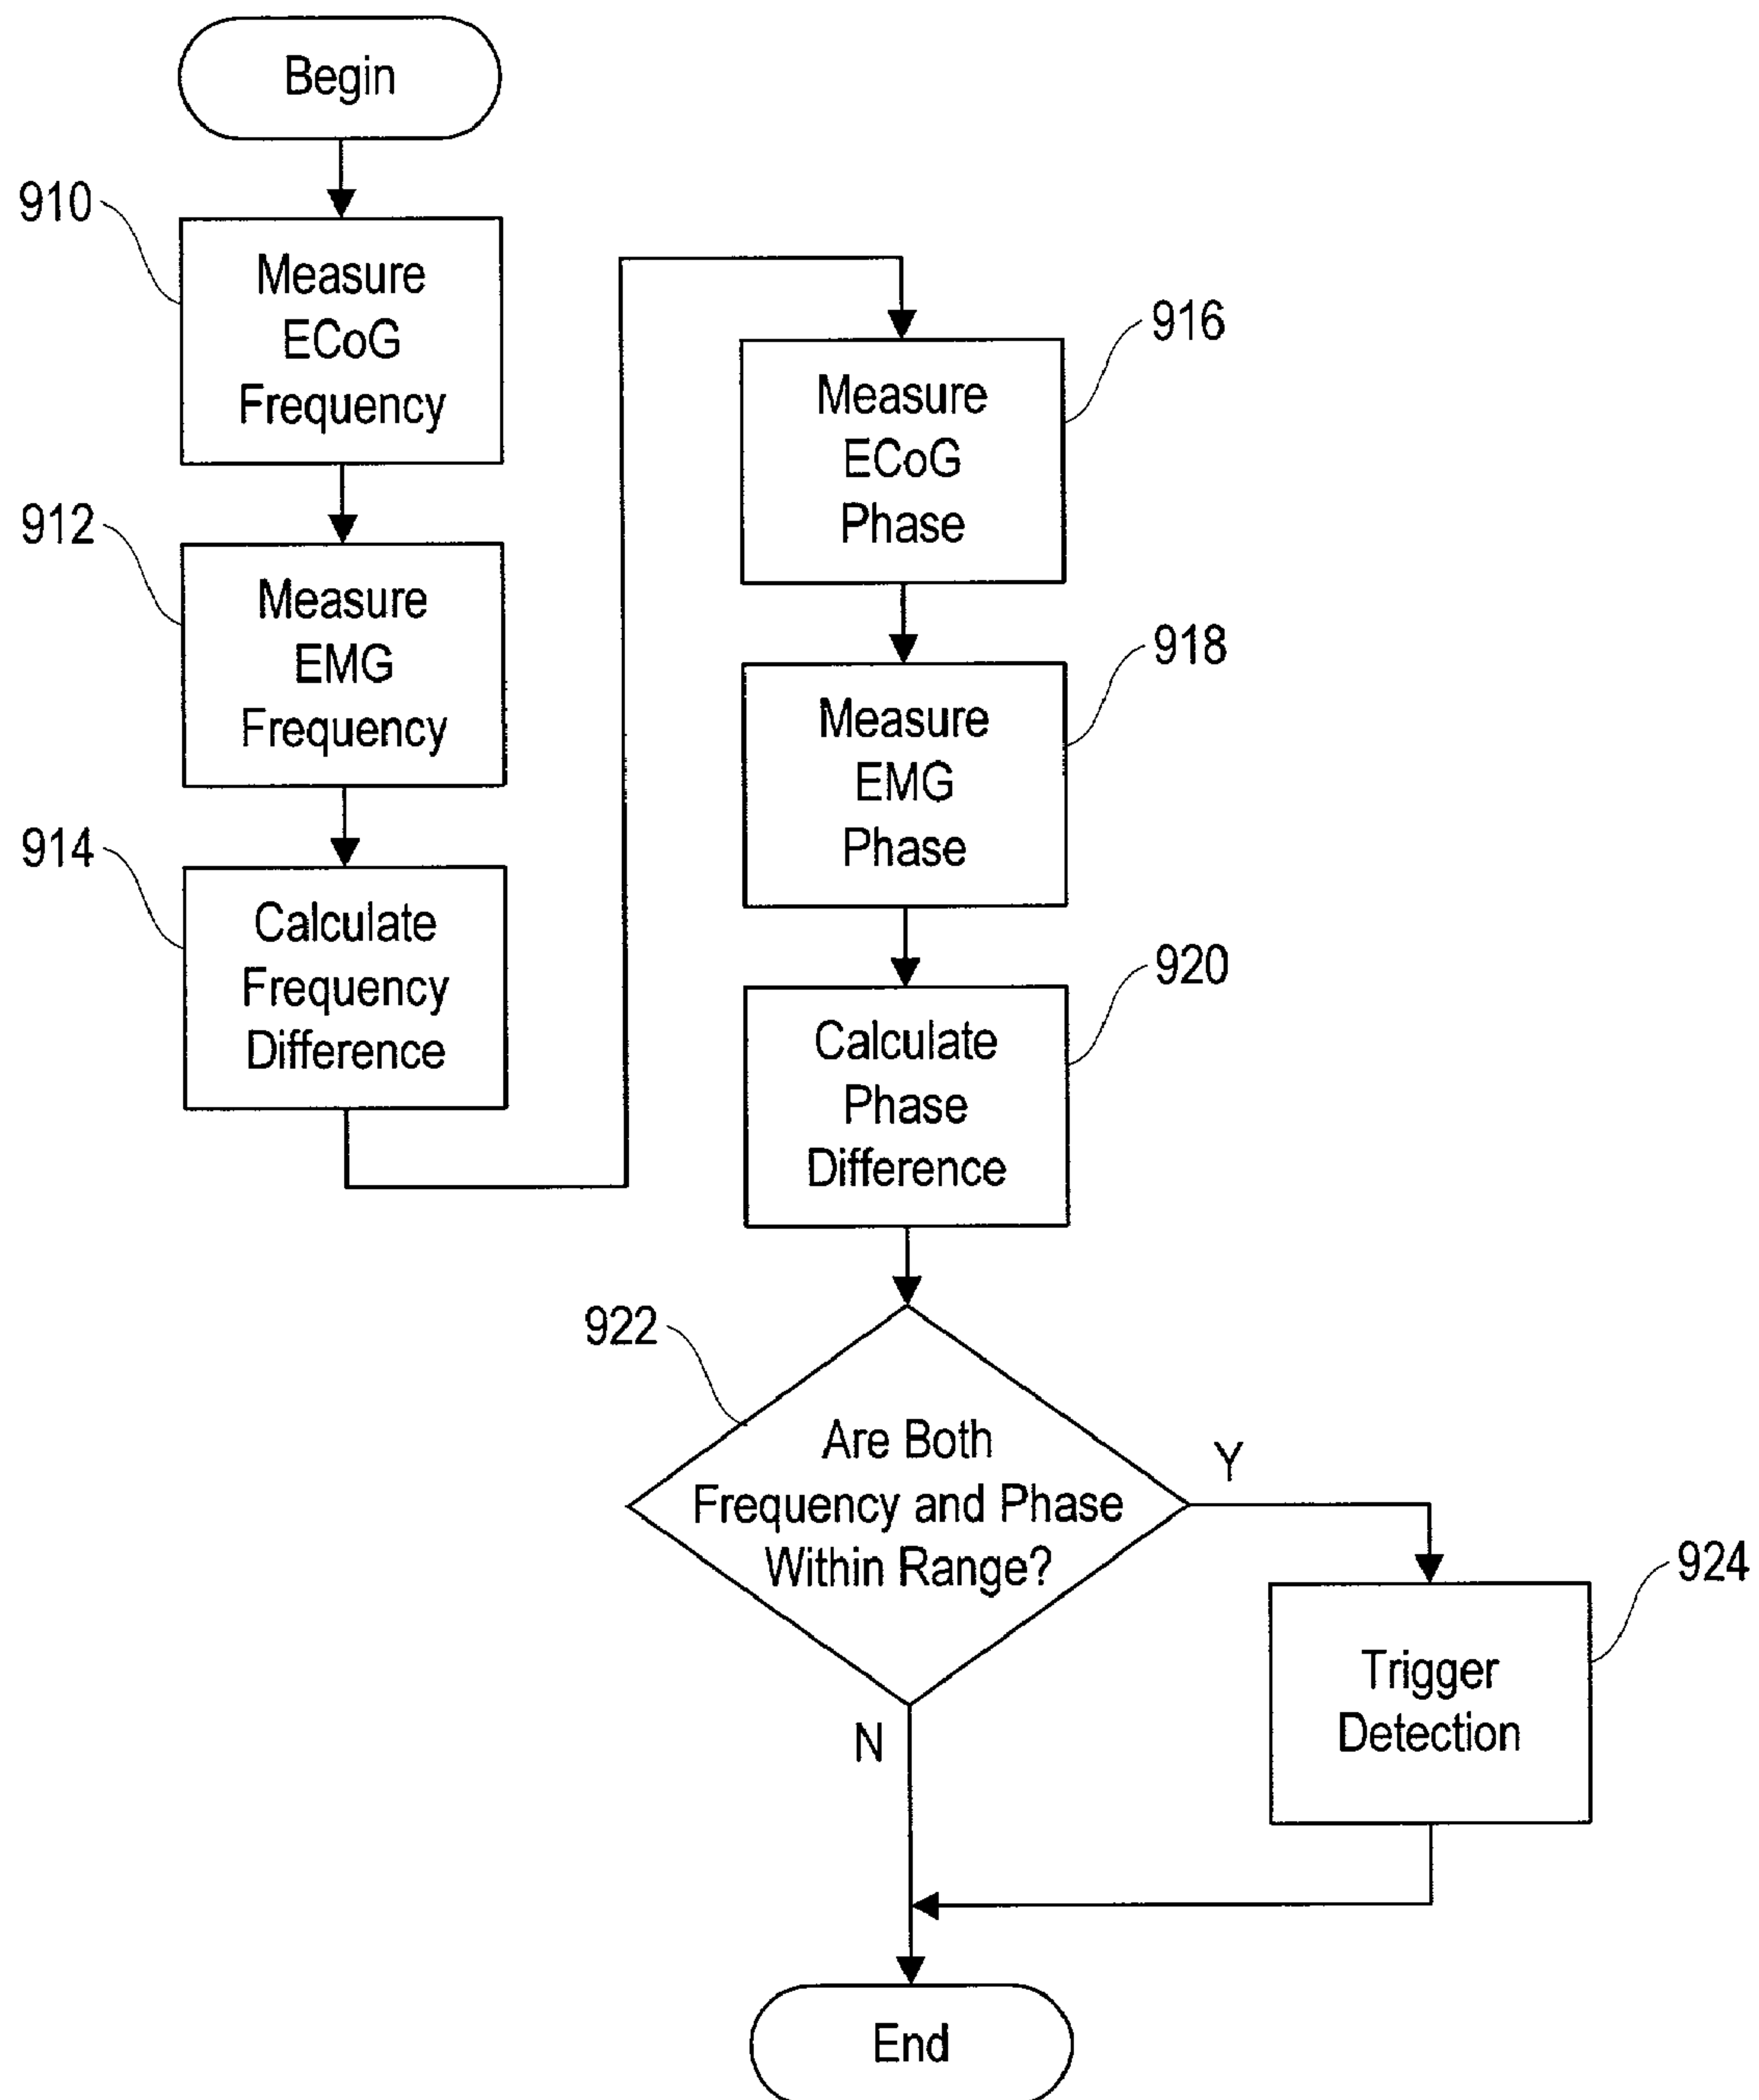 Begin
910
Measure
ECoG
Frequency
912
Measure
EMG
Frequency
914
Calculate
Frequency
Difference
916
Measure
ECoG
Phase
918
Measure
EMG
Phase
920
Calculate
Phase
Difference
922
Are Both
Frequency and Phase
Within Range?
Y
N
924
Trigger
Detection
End